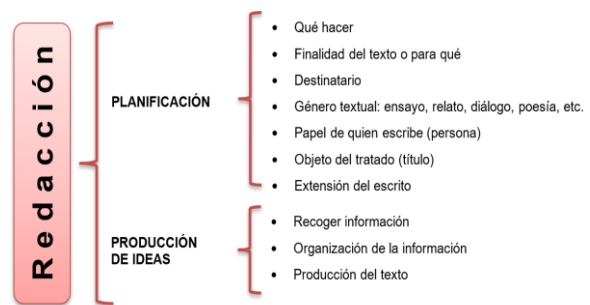 Redacción
PLANIFICACIÓN
• Qué hacer
• Finalidad del texto o para qué
• Destinatario
• Género textual: ensayo, relato, diálogo, poesía, etc.
• Papel de quien escribe (persona)
• Objeto del tratado (título)
• Extensión del escrito
PRODUCCIÓN
DE IDEAS
• Recoger información
• Organización de la información
• Producción del texto